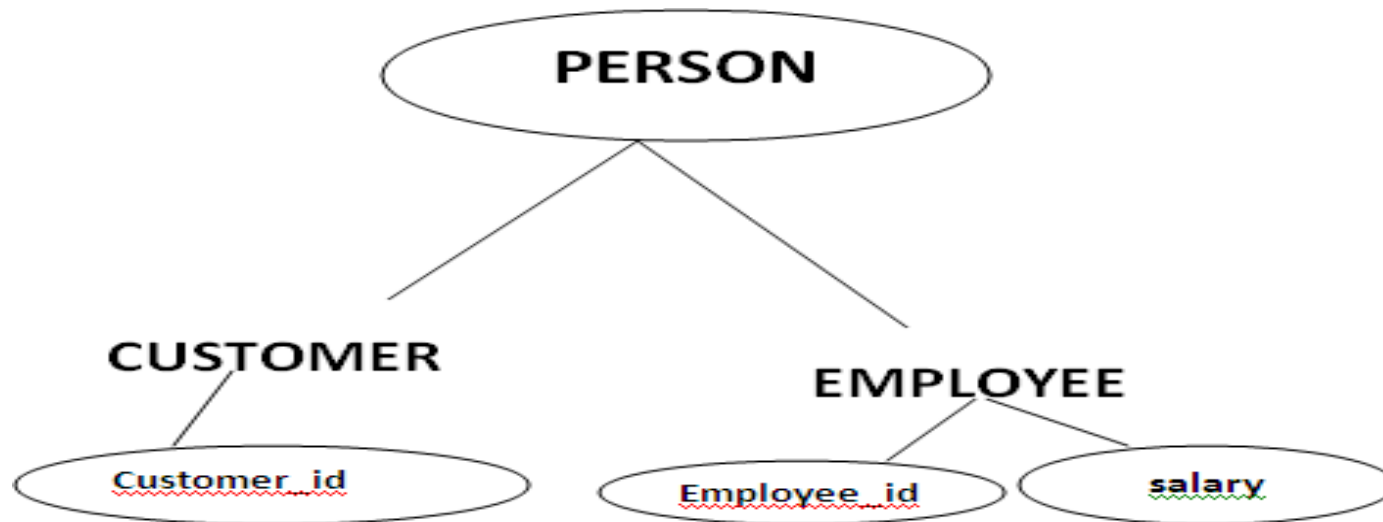 PERSON
CUSTOMER
EMPLOYEE
Customer_id
Employee_id
salary